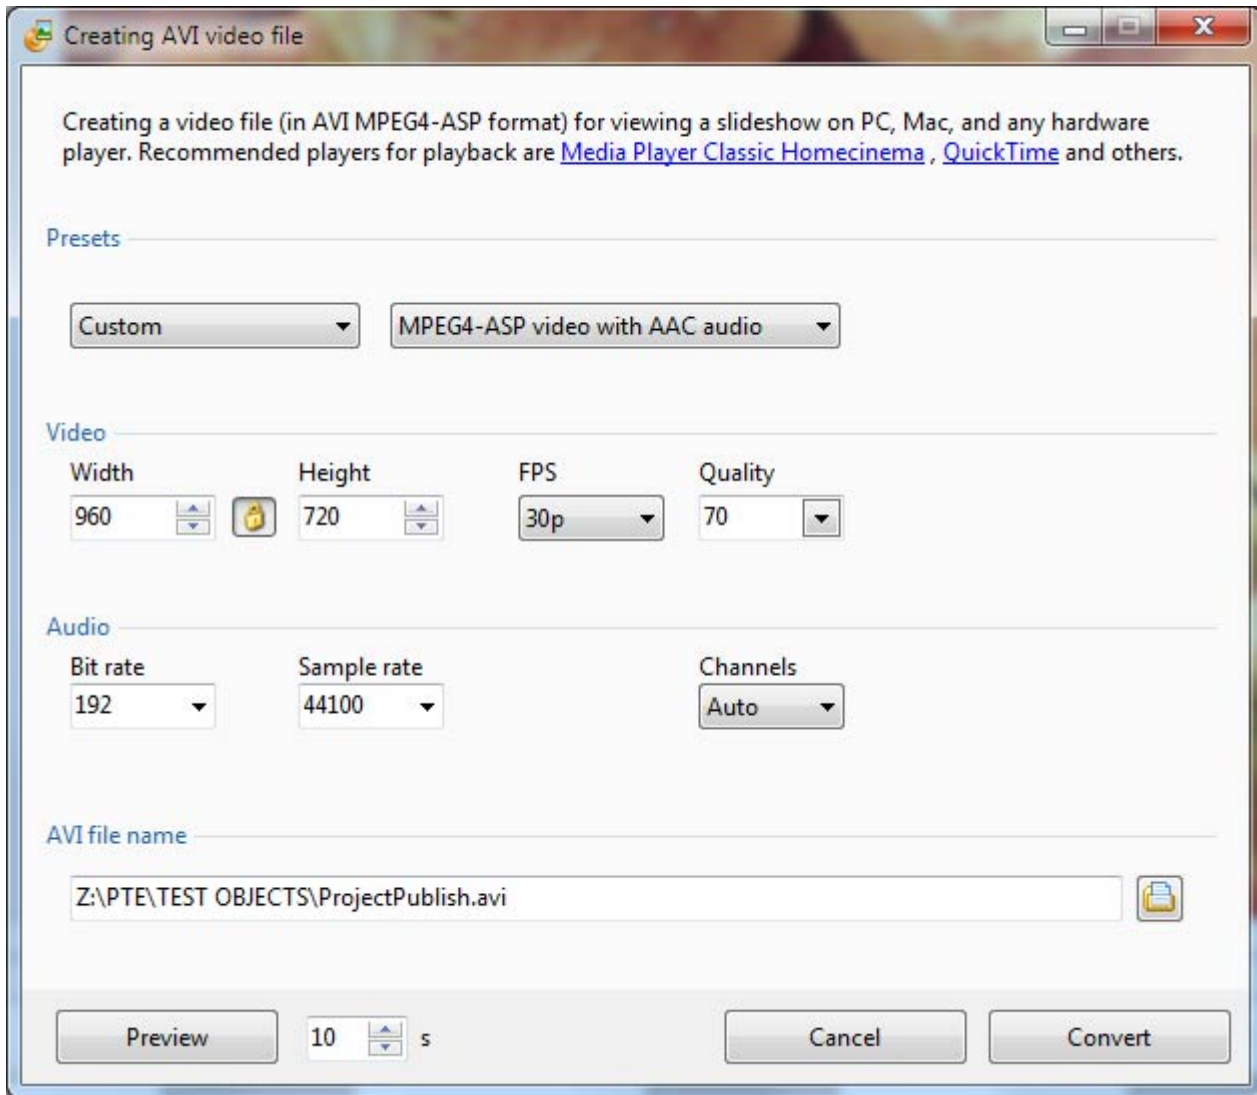 Creating AVI video file
Creating a video file (in AVI MPEG4-ASP format) for viewing a slideshow on PC, Mac, and any hardware
player. Recommended players for playback are Media Player Classic Homecinema , QuickTime and others.
Presets
Custom MPEG4-ASP video with AAC audio
Video
Width Height FPS Quality
960 720 30p 70
Audio
Bit rate Sample rate Channels
192 44100 Auto
AVI file name
Z:\PTE\TEST OBJECTS\ProjectPublish.avi
Preview 10 s Cancel Convert